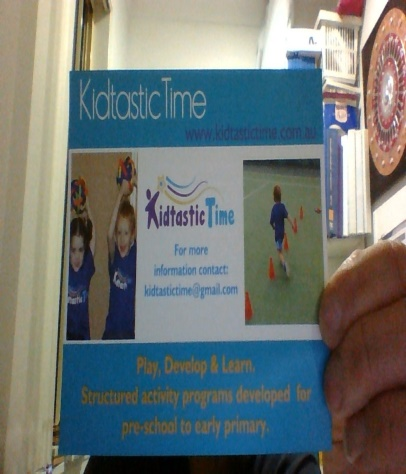 KidtasticTime
www.kidtastictime.com.au
Kidtastic Time
For more
information contact:
kidtastictime@gmail.com
Play, Develop & Learn.
Structured activity programs developed for
pre-school to early primary.